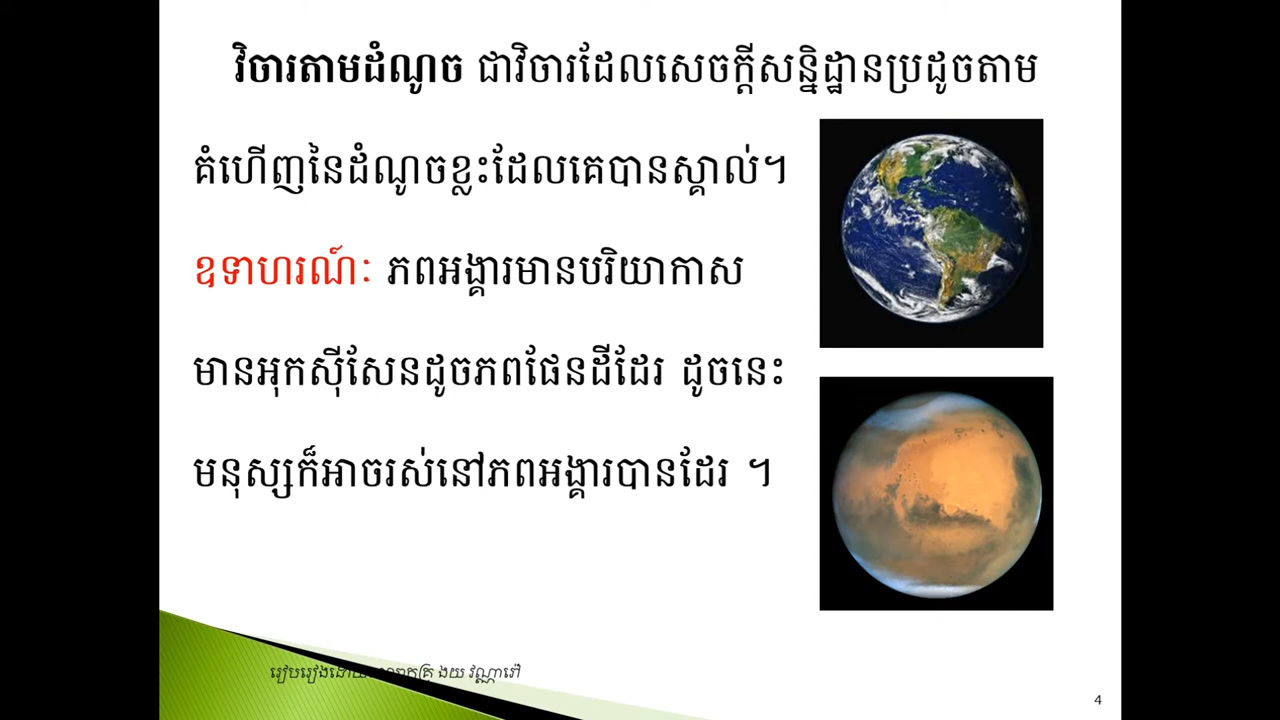 វិចារតាមដំណូច ជាវិចារដែលសេចក្តីសន្និដ្ឋានប្រដូចតាម
គំហើញនៃដំណូចខ្លះដែលគេបានស្គាល់។
ឧទាហរណ៍ៈ ភពអង្គារមានបរិយាកាស
មានអុកស៊ីសែនដូចភពផែនដីដែរ ដូចនេះ
មនុស្សក៏អាចរស់នៅភពអង្គារបានដែរ ។
រៀបរៀងដោយ ងយ វណ្ណារ៉ៅ
4